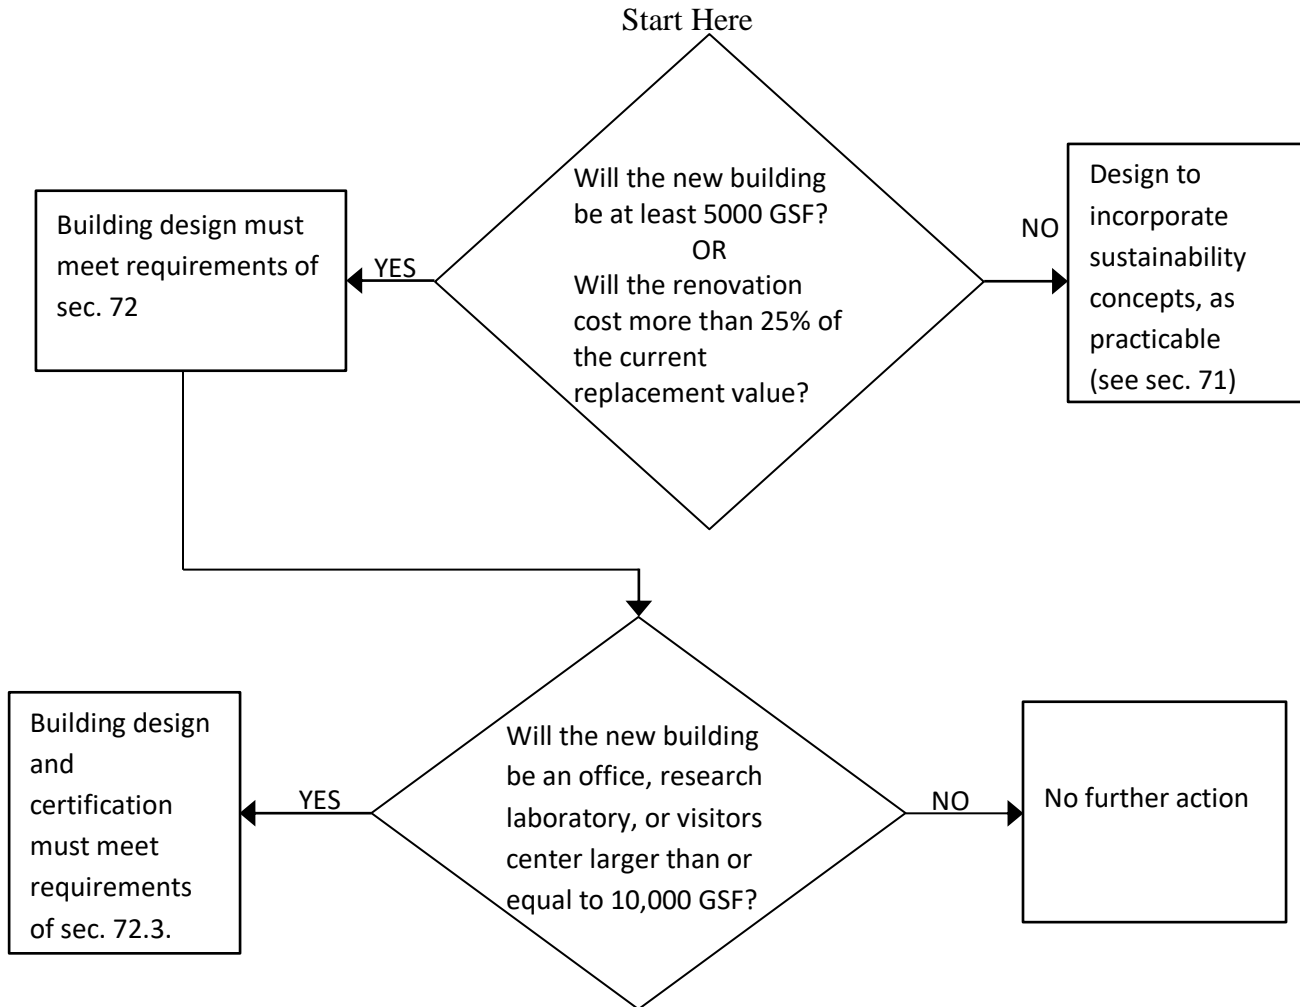 Start Here
Will the new building
be at least 5000 GSF?
OR
Will the renovation
cost more than 25% of
the current
replacement value?
YES
Building design must
meet requirements of
sec. 72
NO
Design to
incorporate
sustainability
concepts, as
practicable
(see sec. 71)
Will the new building
be an office, research
laboratory, or visitors
center larger than or
equal to 10,000 GSF?
YES
Building design
and
certification
must meet
requirements
of sec. 72.3.
NO
No further action